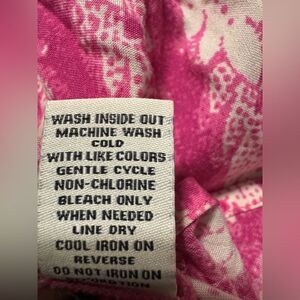 WASH INSIDE OUT
MACHINE WASH
COLD
WITH LIKE COLORS
GENTLE CYCLE
NON-CHLORINE
BLEACH ONLY
WHEN NEEDED
LINE DRY
COOL IRON ON
REVERSE
DO NOT IRON ON
DECORATION